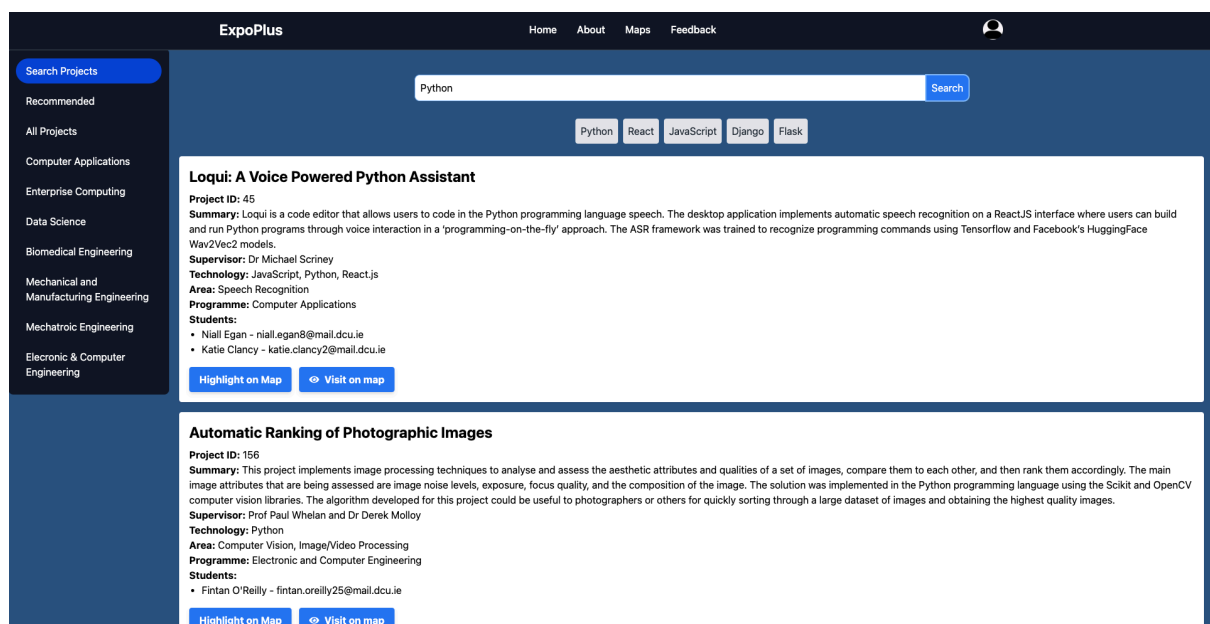 ExpoPlus
Home About Maps Feedback
Search Projects
Recommended
All Projects
Computer Applications
Enterprise Computing
Data Science
Biomedical Engineering
Mechanical and
Manufacturing Engineering
Mechatroic Engineering
Elecronic & Computer
Engineering
Python Search
Python React JavaScript Django Flask
Loqui: A Voice Powered Python Assistant
Project ID: 45
Summary: Loqui is a code editor that allows users to code in the Python programming language speech. The desktop application implements automatic speech recognition on a ReactJS interface where users can build
and run Python programs through voice interaction in a ‘programming-on-the-fly’ approach. The ASR framework was trained to recognize programming commands using Tensorflow and Facebook’s HuggingFace
Wav2Vec2 models.
Supervisor: Dr Michael Scriney
Technology: JavaScript, Python, React.js
Area: Speech Recognition
Programme: Computer Applications
Students:
• Niall Egan - niall.egan8@mail.dcu.ie
• Katie Clancy - katie.clancy2@mail.dcu.ie
Highlight on Map Visit on map
Automatic Ranking of Photographic Images
Project ID: 156
Summary: This project implements image processing techniques to analyse and assess the aesthetic attributes and qualities of a set of images, compare them to each other, and then rank them accordingly. The main
image attributes that are being assessed are image noise levels, exposure, focus quality, and the composition of the image. The solution was implemented in the Python programming language using the Scikit and OpenCV
computer vision libraries. The algorithm developed for this project could be useful to photographers or others for quickly sorting through a large dataset of images and obtaining the highest quality images.
Supervisor: Prof Paul Whelan and Dr Derek Molloy
Technology: Python
Area: Computer Vision, Image/Video Processing
Programme: Electronic and Computer Engineering
Students:
• Fintan O'Reilly - fintan.oreilly25@mail.dcu.ie
Highlight on Map Visit on map